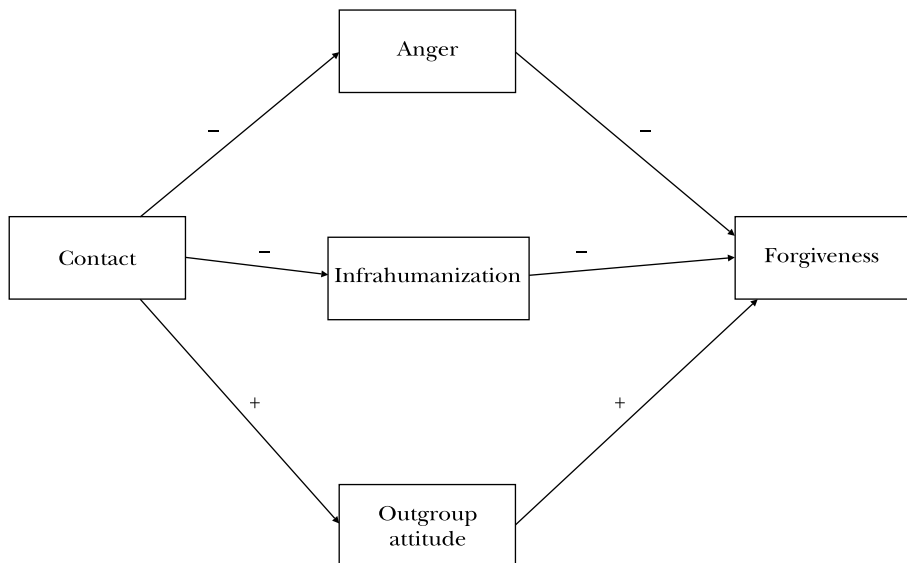 Anger
−
−
Contact
−
Infrahumanization
−
Forgiveness
+
+
Outgroup
attitude